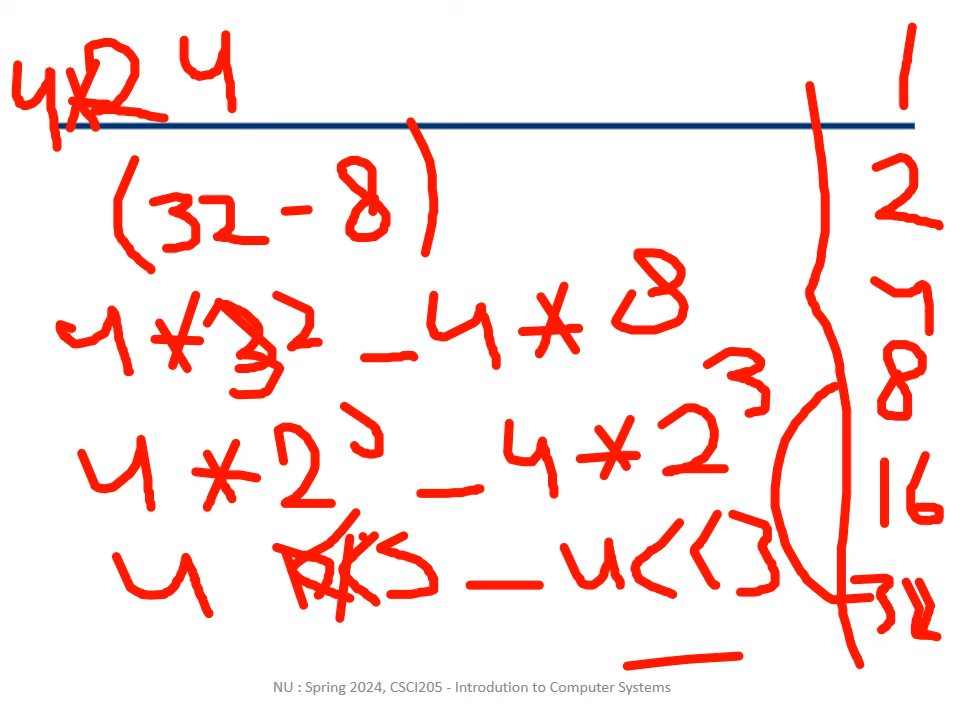 4*24
(32 - 8)
4 * 32 - 4 * 8
4 * 2^5 - 4 * 2^3
4 <<5 - 4<<3
1
2
4
8
16
32
NU : Spring 2024, CSCI205 - Introdution to Computer Systems